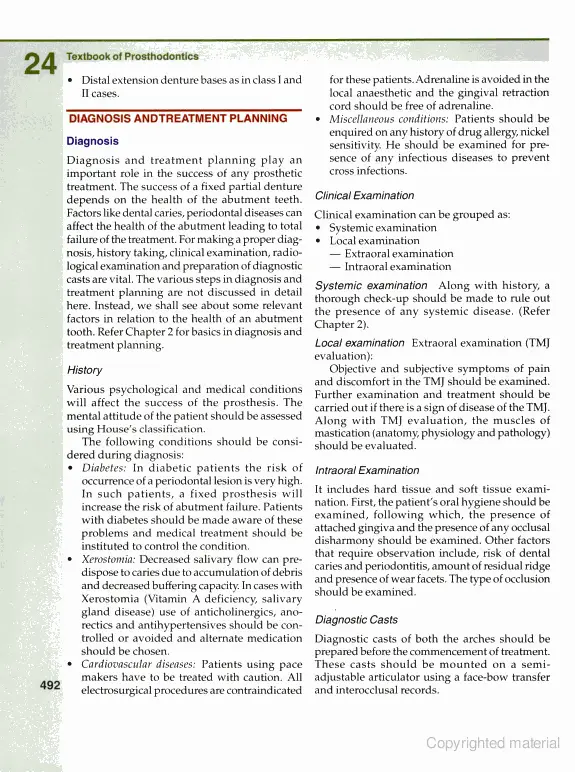 24
Textbook of Prosthodontics
• Distal extension denture bases as in class I and
II cases.
DIAGNOSIS ANDTREATMENT PLANNING
Diagnosis
Diagnosis and treatment planning play an
important role in the success of any prosthetic
treatment. The success of a fixed partial denture
depends on the health of the abutment teeth.
Factors like dental caries, periodontal diseases can
affect the health of the abutment leading to total
failure of the treatment. For making a proper diag-
nosis, history taking, clinical examination, radio-
logical examination and preparation of diagnostic
casts are vital. The various steps in diagnosis and
treatment planning are not discussed in detail
here. Instead, we shall see about some relevant
factors in relation to the health of an abutment
tooth. Refer Chapter 2 for basics in diagnosis and
treatment planning.
History
Various psychological and medical conditions
will affect the success of the prosthesis. The
mental attitude of the patient should be assessed
using House's classification.
The following conditions should be consi-
dered during diagnosis:
• Diabetes: In diabetic patients the risk of
occurrence of a periodontal lesion is very high.
In such patients, a fixed prosthesis will
increase the risk of abutment failure. Patients
with diabetes should be made aware of these
problems and medical treatment should be
instituted to control the condition.
• Xerostomia: Decreased salivary flow can pre-
dispose to caries due to accumulation of debris
and decreased buffering capacity. In cases with
Xerostomia (Vitamin A deficiency, salivary
gland disease) use of anticholinergics, ano-
rectics and antihypertensives should be con-
trolled or avoided and alternate medication
should be chosen.
• Cardiovascular diseases: Patients using pace
makers have to be treated with caution. All
electrosurgical procedures are contraindicated
492
for these patients. Adrenaline is avoided in the
local anaesthetic and the gingival retraction
cord should be free of adrenaline.
• Miscellaneous conditions: Patients should be
enquired on any history of drug allergy, nickel
sensitivity. He should be examined for pre-
sence of any infectious diseases to prevent
cross infections.
Clinical Examination
Clinical examination can be grouped as:
• Systemic examination
• Local examination
— Extraoral examination
— Intraoral examination
Systemic examination Along with history, a
thorough check-up should be made to rule out
the presence of any systemic disease. (Refer
Chapter 2).
Local examination Extraoral examination (TMJ
evaluation):
Objective and subjective symptoms of pain
and discomfort in the TMJ should be examined.
Further examination and treatment should be
carried out if there is a sign of disease of the TMJ.
Along with TMJ evaluation, the muscles of
mastication (anatomy, physiology and pathology)
should be evaluated.
Intraoral Examination
It includes hard tissue and soft tissue exami-
nation. First, the patient's oral hygiene should be
examined, following which, the presence of
attached gingiva and the presence of any occlusal
disharmony should be examined. Other factors
that require observation include, risk of dental
caries and periodontitis, amount of residual ridge
and presence of wear facets. The type of occlusion
should be examined.
Diagnostic Casts
Diagnostic casts of both the arches should be
prepared before the commencement of treatment.
These casts should be mounted on a semi-
adjustable articulator using a face-bow transfer
and interocclusal records.
Copyrighted material